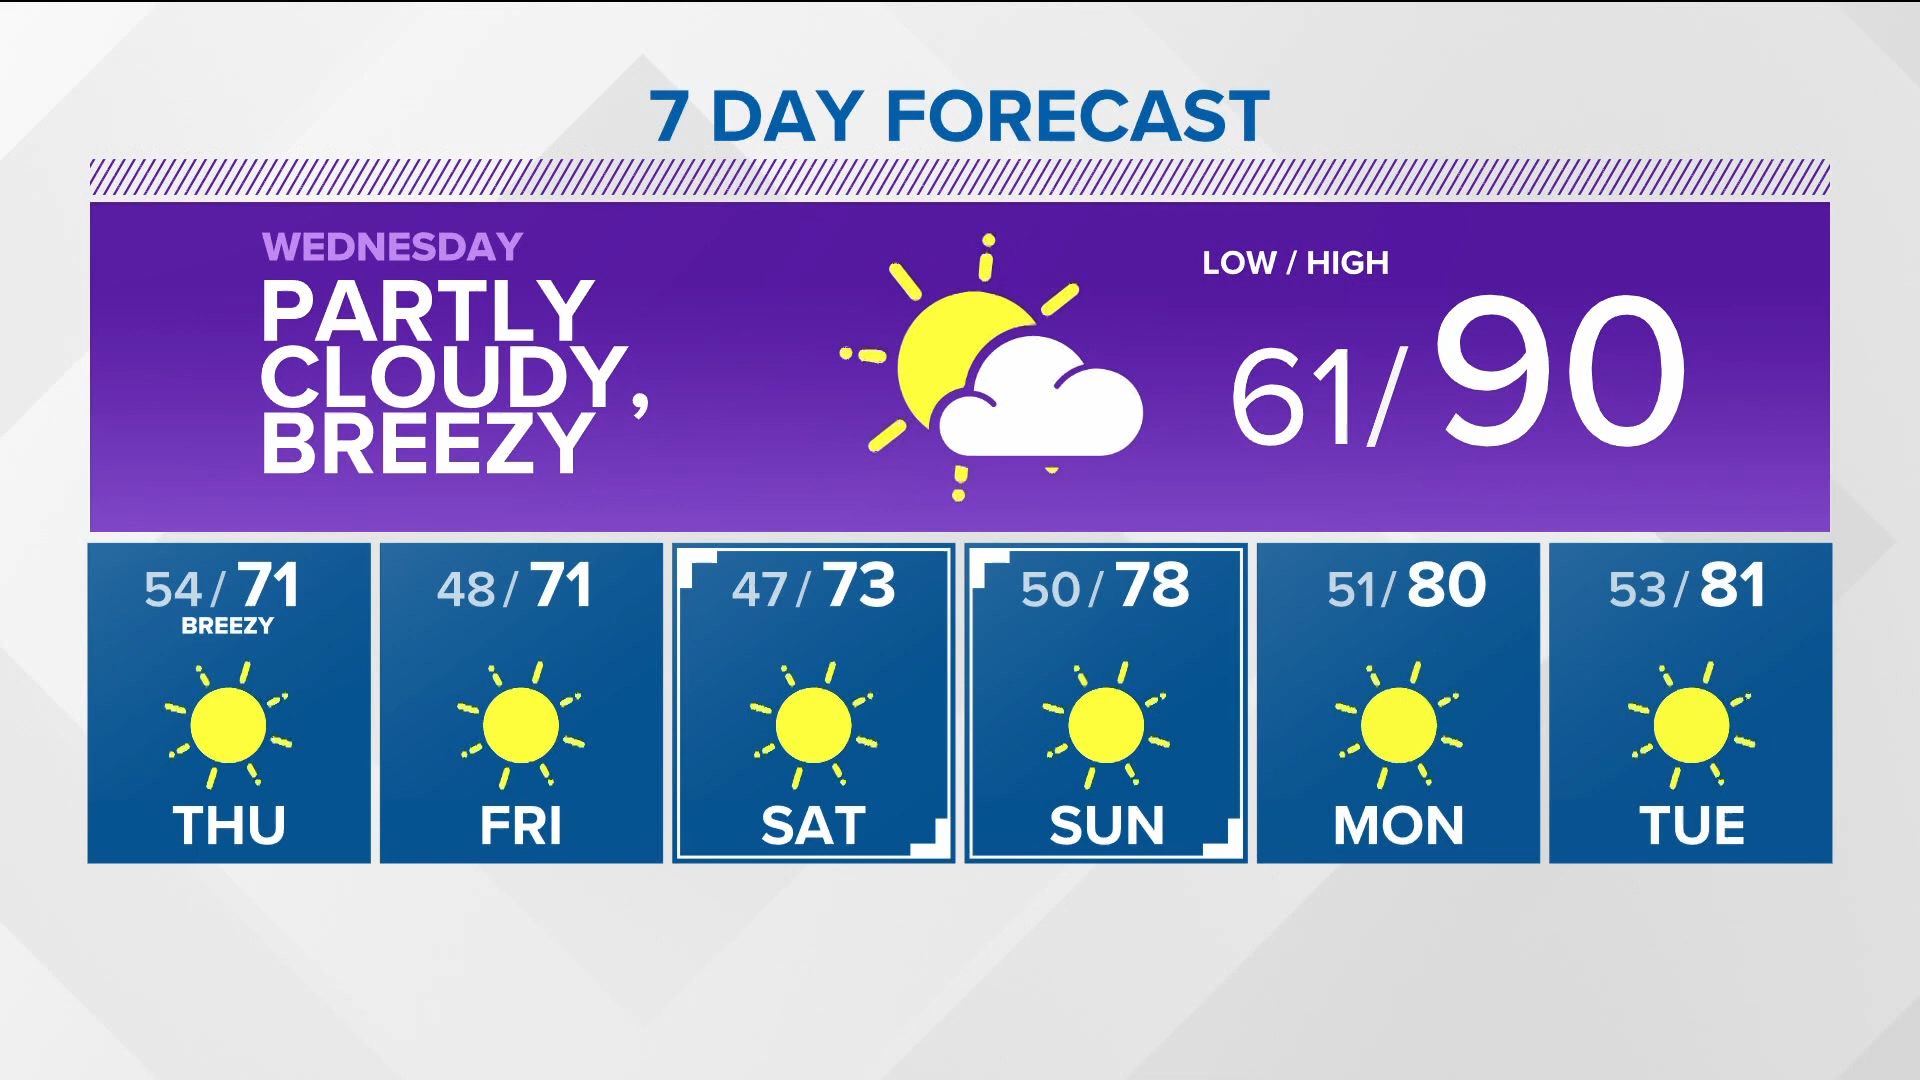 7 DAY FORECAST
WEDNESDAY
PARTLY
CLOUDY,
BREEZY
LOW / HIGH
61/90
54/71
BREEZY
THU
48/71
FRI
47/73
SAT
50/78
SUN
51/80
MON
53/81
TUE